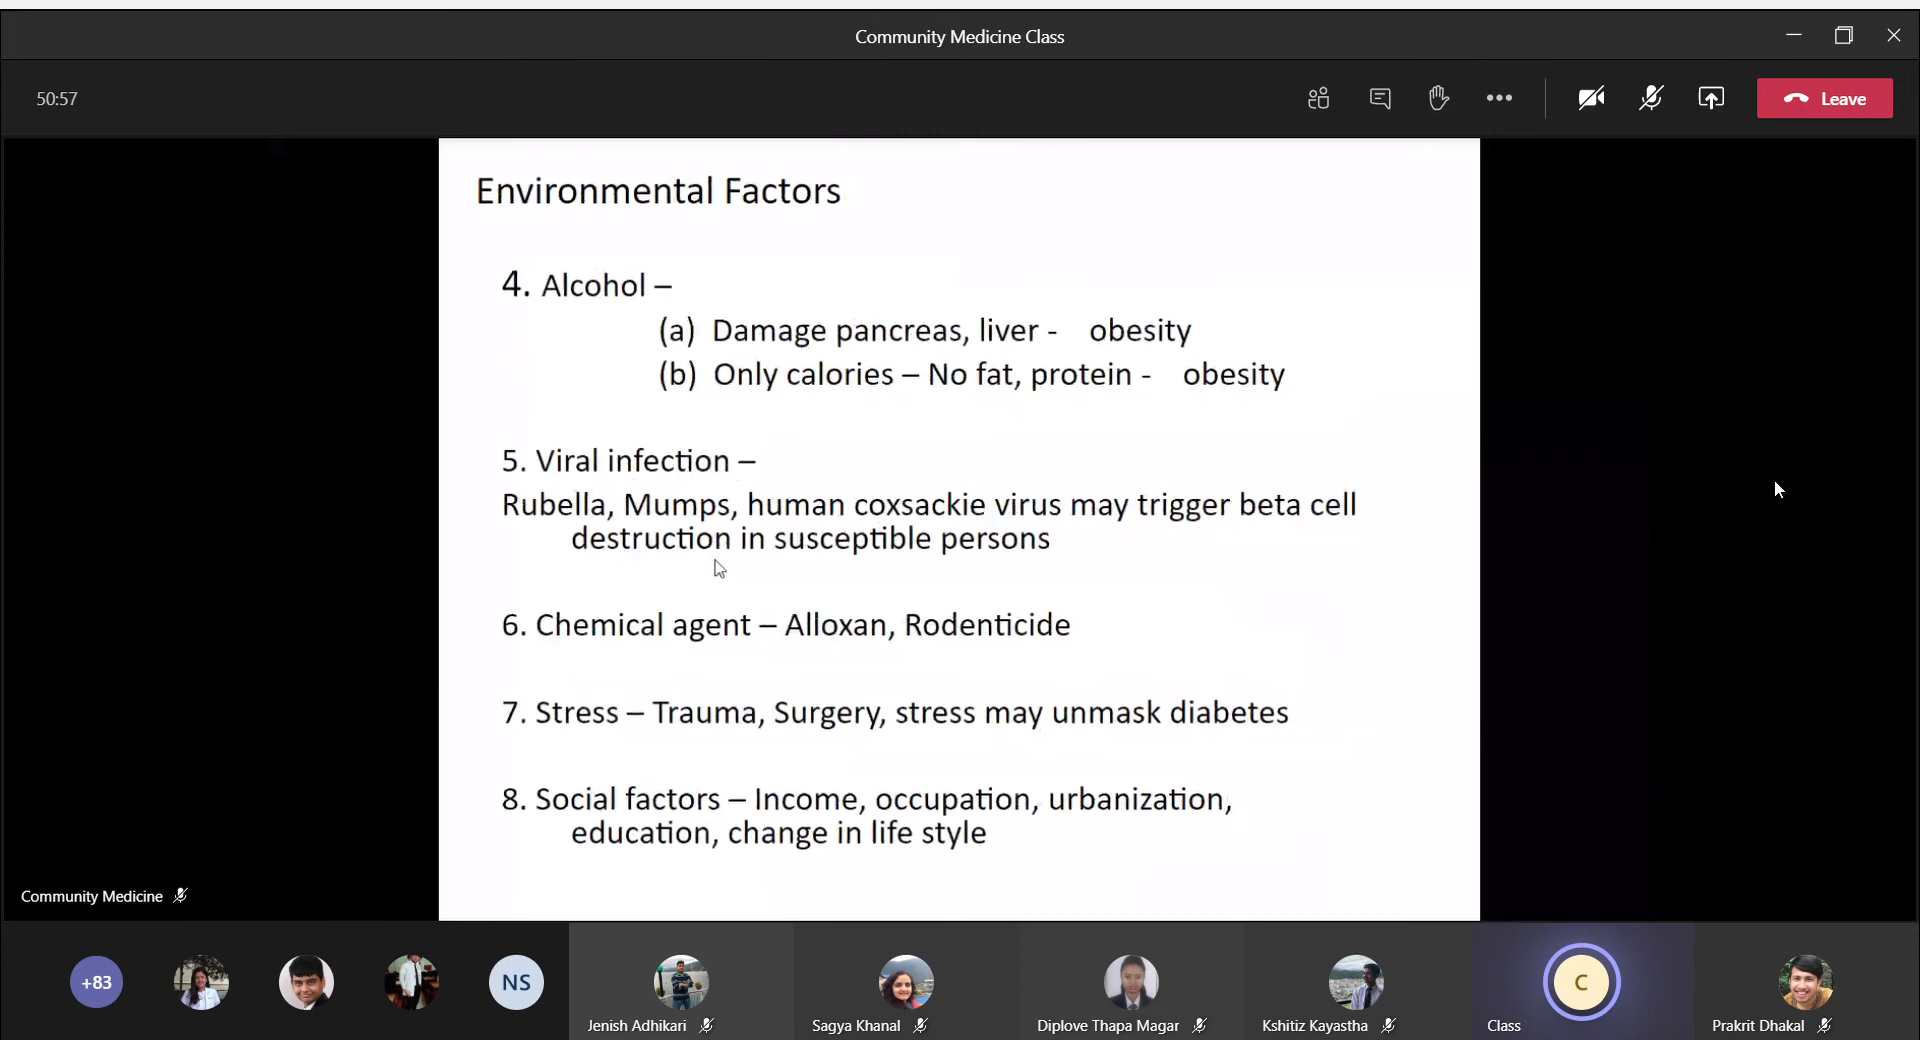 Community Medicine Class
50:57
Leave
Environmental Factors
4. Alcohol –
(a) Damage pancreas, liver - obesity
(b) Only calories – No fat, protein - obesity
5. Viral infection –
Rubella, Mumps, human coxsackie virus may trigger beta cell
destruction in susceptible persons
6. Chemical agent – Alloxan, Rodenticide
7. Stress – Trauma, Surgery, stress may unmask diabetes
8. Social factors – Income, occupation, urbanization,
education, change in life style
Community Medicine
+83
NS
C
Jenish Adhikari
Sagya Khanal
Diplove Thapa Magar
Kshitiz Kayastha
Class
Prakrit Dhakal